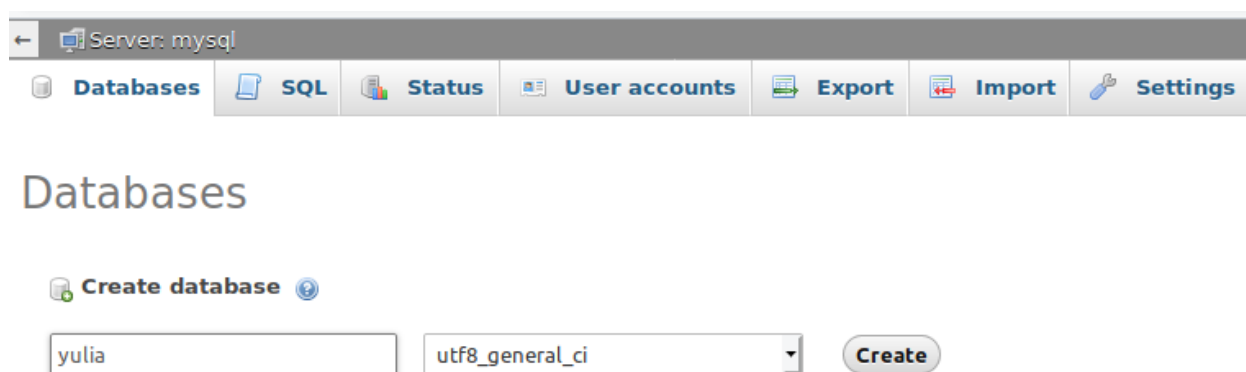 ← Server: mysql
Databases SQL Status User accounts Export Import Settings
Databases
Create database
yulia utf8_general_ci Create